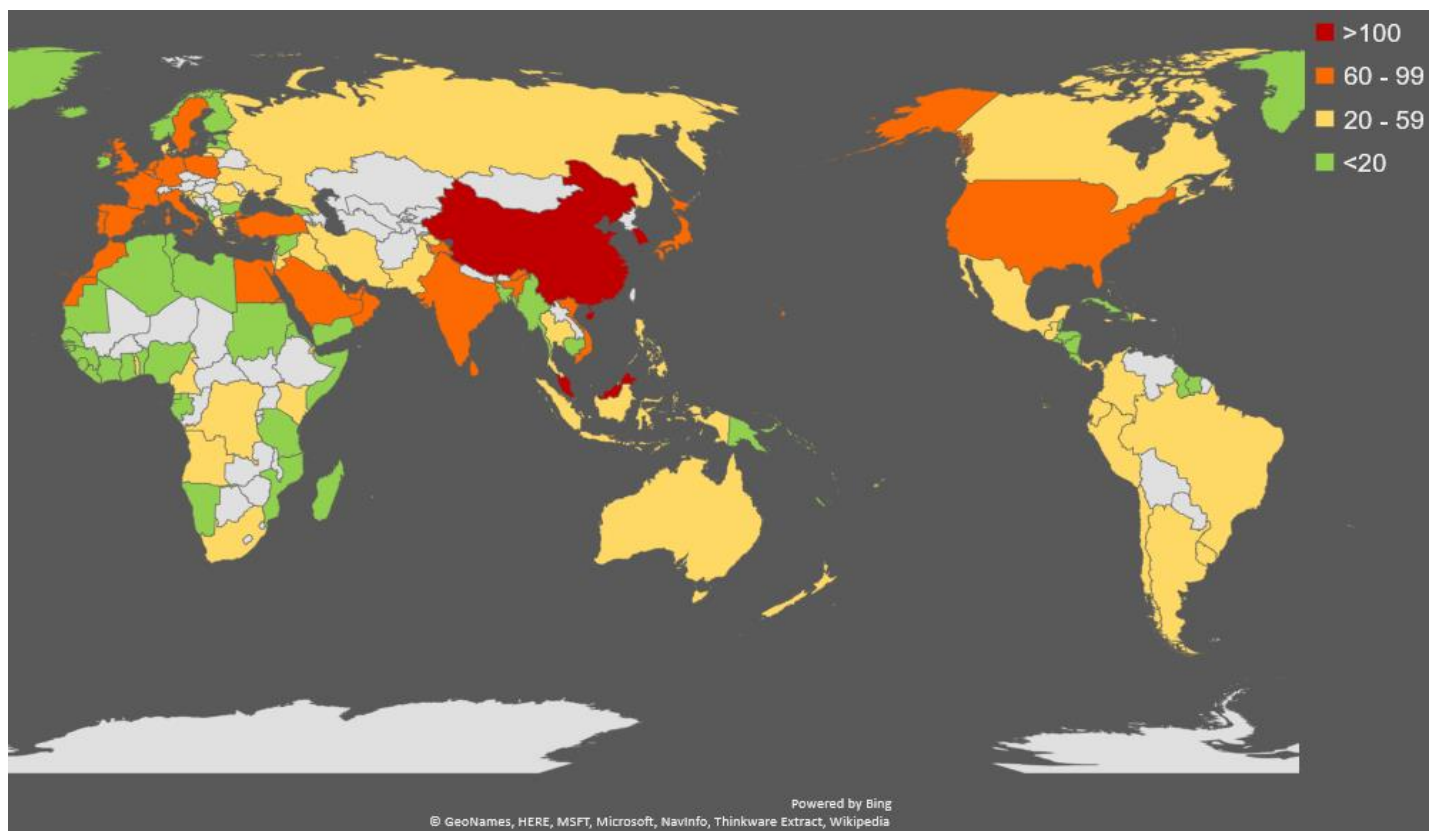 >100
60 - 99
20 - 59
<20
Powered by Bing
© GeoNames, HERE, MSFT, Microsoft, NavInfo, Thinkware Extract, Wikipedia